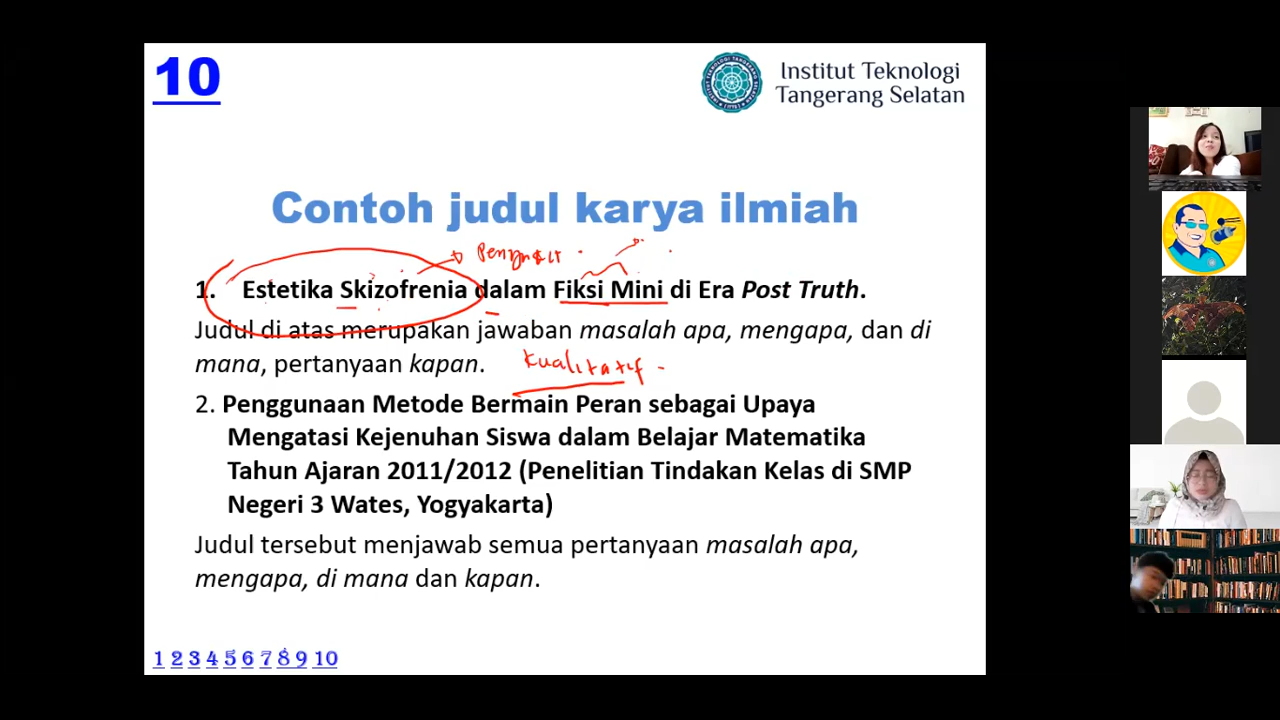 10
Institut Teknologi
Tangerang Selatan
Contoh judul karya ilmiah
1. Estetika Skizofrenia dalam Fiksi Mini di Era Post Truth.
Judul di atas merupakan jawaban masalah apa, mengapa, dan di
mana, pertanyaan kapan.
kualitatif
2. Penggunaan Metode Bermain Peran sebagai Upaya
Mengatasi Kejenuhan Siswa dalam Belajar Matematika
Tahun Ajaran 2011/2012 (Penelitian Tindakan Kelas di SMP
Negeri 3 Wates, Yogyakarta)
Judul tersebut menjawab semua pertanyaan masalah apa,
mengapa, di mana dan kapan.
1 2 3 4 5 6 7 8 9 10